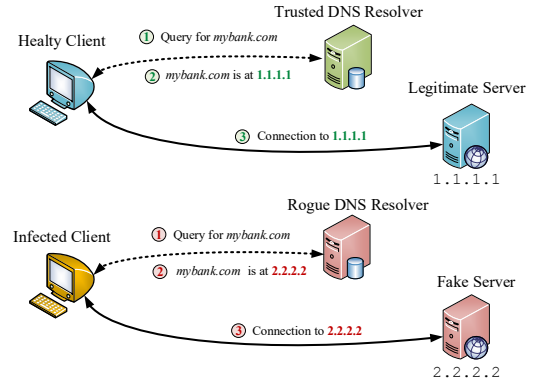 Trusted DNS Resolver
Healty Client
1 Query for mybank.com
2 mybank.com is at 1.1.1.1
Legitimate Server
3 Connection to 1.1.1.1
1.1.1.1
Rogue DNS Resolver
Infected Client
1 Query for mybank.com
2 mybank.com is at 2.2.2.2
Fake Server
3 Connection to 2.2.2.2
2.2.2.2